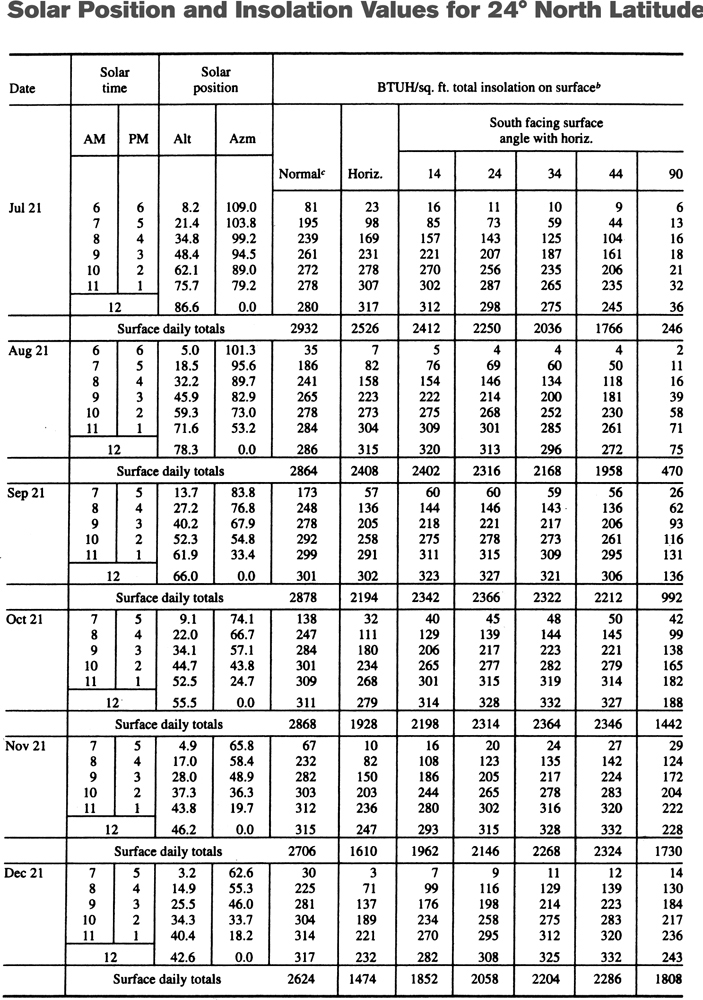 Solar Position and Insolation Values for 24° North Latitude
Date Solar time Solar position BTUH/sq. ft. total insolation on surfaceᵇ
South facing surface
AM PM Alt Azm angle with horiz.
Normalᶜ Horiz. 14 24 34 44 90
Jul 21 6 6 8.2 109.0 81 23 16 11 10 9 6
7 5 21.4 103.8 195 98 85 73 59 44 13
8 4 34.8 99.2 239 169 157 143 125 104 16
9 3 48.4 94.5 261 231 221 207 187 161 18
10 2 62.1 89.0 272 278 270 256 235 206 21
11 1 75.7 79.2 278 307 302 287 265 235 32
12 86.6 0.0 280 317 312 298 275 245 36
Surface daily totals 2932 2526 2412 2250 2036 1766 246
Aug 21 6 6 5.0 101.3 35 7 5 4 4 4 2
7 5 18.5 95.6 186 82 76 69 60 50 11
8 4 32.2 89.7 241 158 154 146 134 118 16
9 3 45.9 82.9 265 223 222 214 200 181 39
10 2 59.3 73.0 278 273 275 268 252 230 58
11 1 71.6 53.2 284 304 309 301 285 261 71
12 78.3 0.0 286 315 320 313 296 272 75
Surface daily totals 2864 2408 2402 2316 2168 1958 470
Sep 21 7 5 13.7 83.8 173 57 60 60 59 56 26
8 4 27.2 76.8 248 136 144 146 143 136 62
9 3 40.2 67.9 278 205 218 221 217 206 93
10 2 52.3 54.8 292 258 275 278 273 261 116
11 1 61.9 33.4 299 291 311 315 309 295 131
12 66.0 0.0 301 302 323 327 321 306 136
Surface daily totals 2878 2194 2342 2366 2322 2212 992
Oct 21 7 5 9.1 74.1 138 32 40 45 48 50 42
8 4 22.0 66.7 247 111 129 139 144 145 99
9 3 34.1 57.1 284 180 206 217 223 221 138
10 2 44.7 43.8 301 234 265 277 282 279 165
11 1 52.5 24.7 309 268 301 315 319 314 182
12 55.5 0.0 311 279 314 328 332 327 188
Surface daily totals 2868 1928 2198 2314 2364 2346 1442
Nov 21 7 5 4.9 65.8 67 10 16 20 24 27 29
8 4 17.0 58.4 232 82 108 123 135 142 124
9 3 28.0 48.9 282 150 186 205 217 224 172
10 2 37.3 36.3 303 203 244 265 278 283 204
11 1 43.8 19.7 312 236 280 302 316 320 222
12 46.2 0.0 315 247 293 315 328 332 228
Surface daily totals 2706 1610 1962 2146 2268 2324 1730
Dec 21 7 5 3.2 62.6 30 3 7 9 11 12 14
8 4 14.9 55.3 225 71 99 116 129 139 130
9 3 25.5 46.0 281 137 176 198 214 223 184
10 2 34.3 33.7 304 189 234 258 275 283 217
11 1 40.4 18.2 314 221 270 295 312 320 236
12 42.6 0.0 317 232 282 308 325 332 243
Surface daily totals 2624 1474 1852 2058 2204 2286 1808